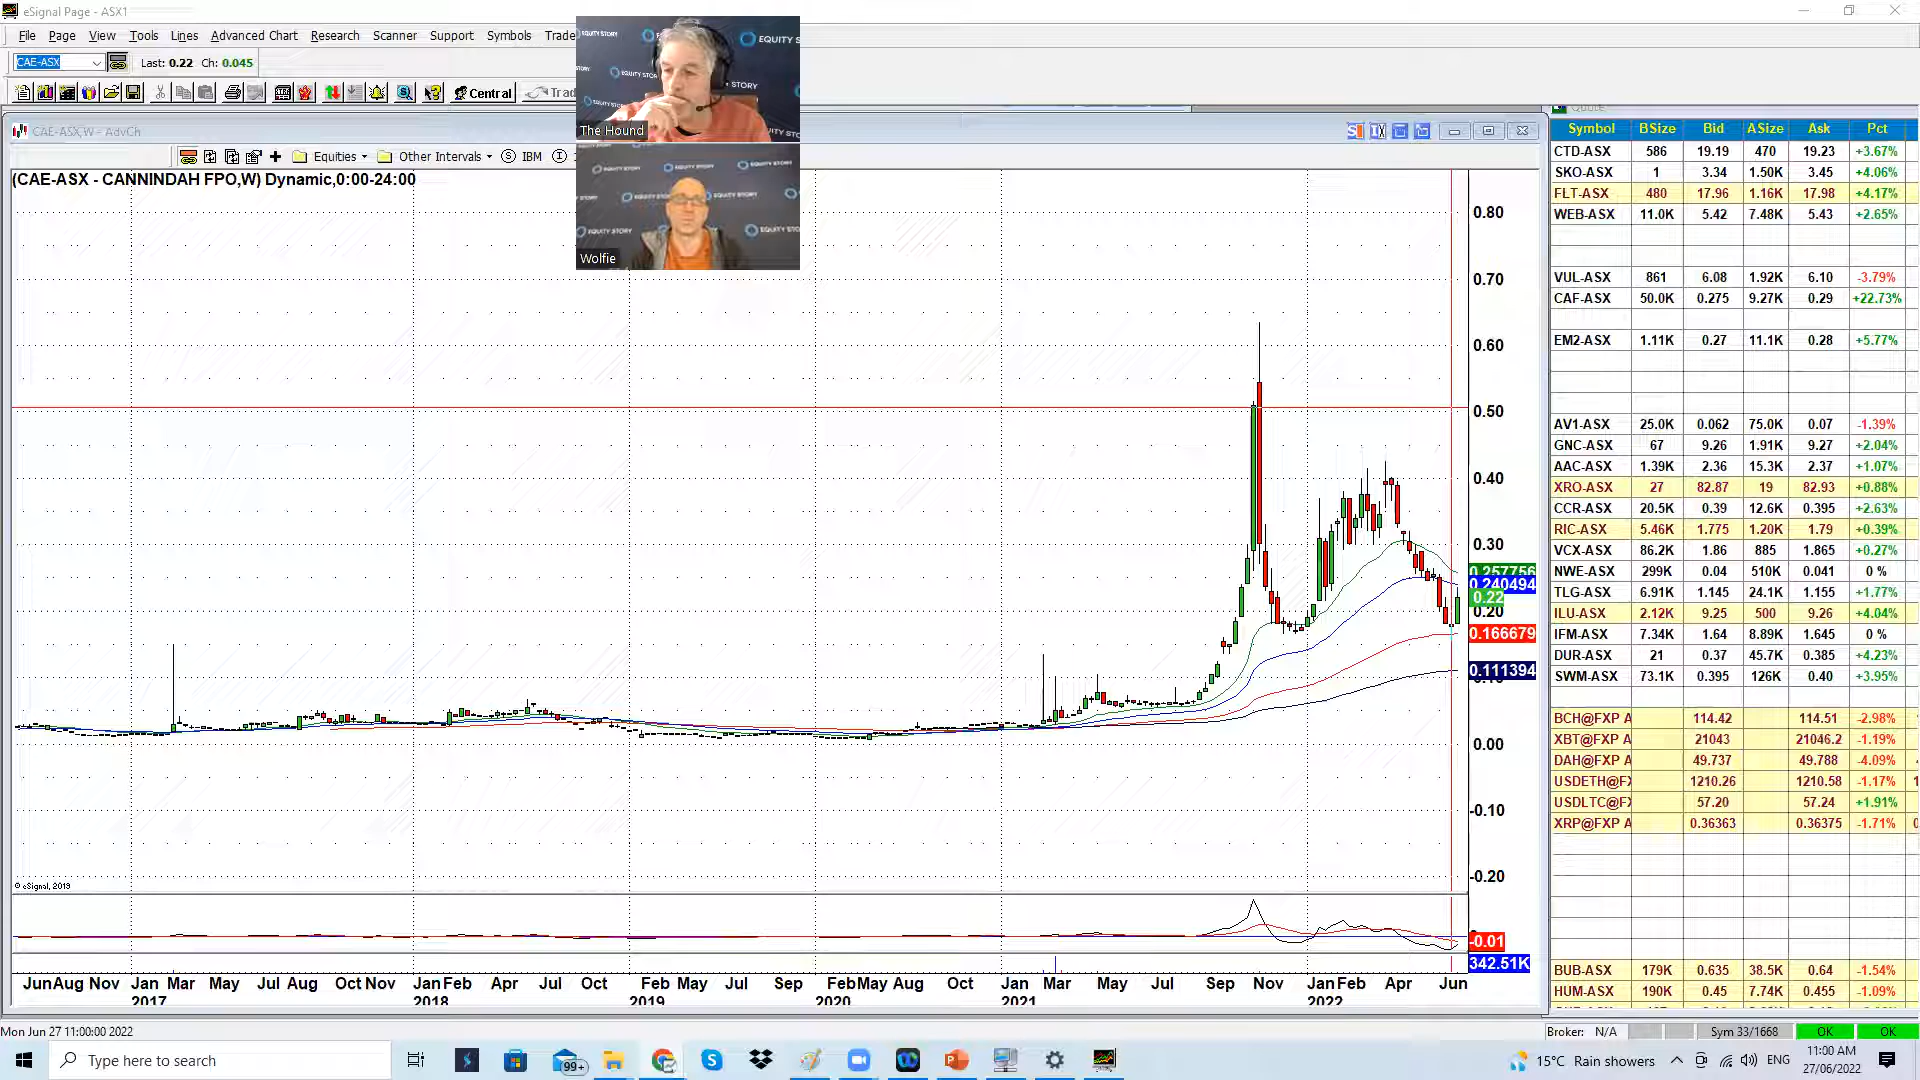 eSignal Page - ASX1
File Page View Tools Lines Advanced Chart Research Scanner Support Symbols Trade
CAE-ASX Last: 0.22 Ch: 0.045
Central Trad
EQUITY STORY
The Hound
EQUITY STORY
Wolfie
CAE-ASX,W - AdvCh
Equities Other Intervals IBM
(CAE-ASX - CANNINDAH FPO,W) Dynamic,0:00-24:00
0.80
0.70
0.60
0.50
0.40
0.30
0.257756
0.240494
0.22
0.20
0.166679
0.111394
0.00
-0.10
-0.20
© eSignal, 2019
-0.01
342.51K
Jun Aug Nov Jan Mar May Jul Aug Oct Nov Jan Feb Apr Jul Oct Feb May Jul Sep Feb May Aug Oct Jan Mar May Jul Sep Nov Jan Feb Apr Jun
2017 2018 2019 2020 2021 2022
Quote
Symbol BSize Bid ASize Ask Pct
CTD-ASX 586 19.19 470 19.23 +3.67%
SKO-ASX 1 3.34 1.50K 3.45 +4.06%
FLT-ASX 480 17.96 1.16K 17.98 +4.17%
WEB-ASX 11.0K 5.42 7.48K 5.43 +2.65%
VUL-ASX 861 6.08 1.92K 6.10 -3.79%
CAF-ASX 50.0K 0.275 9.27K 0.29 +22.73%
EM2-ASX 1.11K 0.27 11.1K 0.28 +5.77%
AV1-ASX 25.0K 0.062 75.0K 0.07 -1.39%
GNC-ASX 67 9.26 1.91K 9.27 +2.04%
AAC-ASX 1.39K 2.36 15.3K 2.37 +1.07%
XRO-ASX 27 82.87 19 82.93 +0.88%
CCR-ASX 20.5K 0.39 12.6K 0.395 +2.63%
RIC-ASX 5.46K 1.775 1.20K 1.79 +0.39%
VCX-ASX 86.2K 1.86 885 1.865 +0.27%
NWE-ASX 299K 0.04 510K 0.041 0 %
TLG-ASX 6.91K 1.145 24.1K 1.155 +1.77%
ILU-ASX 2.12K 9.25 500 9.26 +4.04%
IFM-ASX 7.34K 1.64 8.89K 1.645 0 %
DUR-ASX 21 0.37 45.7K 0.385 +4.23%
SWM-ASX 73.1K 0.395 126K 0.40 +3.95%
BCH@FXP A 114.42 114.51 -2.98%
XBT@FXP A 21043 21046.2 -1.19%
DAH@FXP A 49.737 49.788 -4.09%
USDETH@FX 1210.26 1210.58 -1.17%
USDLTC@FX 57.20 57.24 +1.91%
XRP@FXP A 0.36363 0.36375 -1.71%
BUB-ASX 179K 0.635 38.5K 0.64 -1.54%
HUM-ASX 190K 0.45 7.74K 0.455 -1.09%
Mon Jun 27 11:00:00 2022
Broker: N/A Sym 33/1668 OK OK
Type here to search
99+
15°C Rain showers
ENG
11:00 AM
27/06/2022